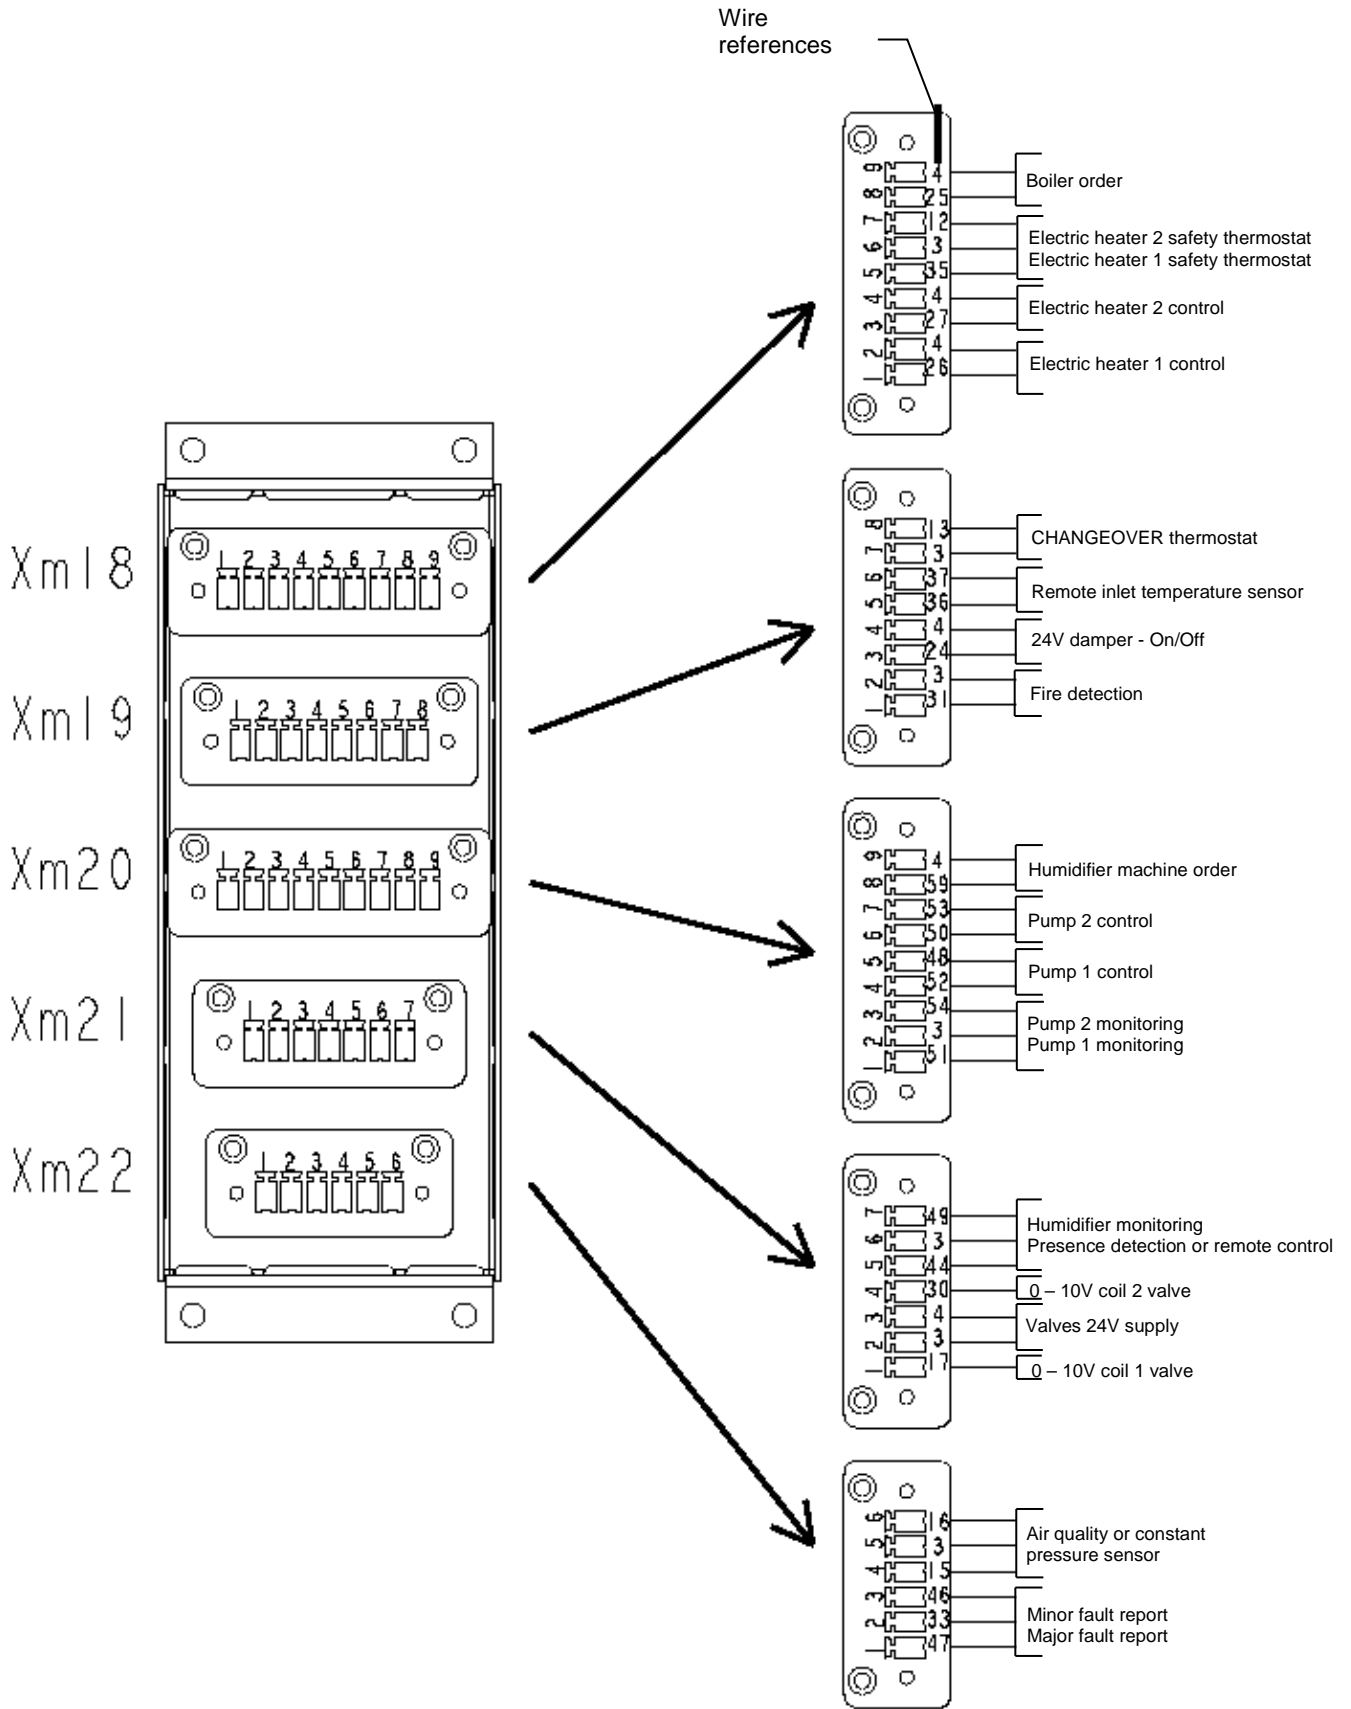 Wire
references
9 4
8 25
7 12
6 3
5 35
4 4
3 27
2 4
1 26
Boiler order
Electric heater 2 safety thermostat
Electric heater 1 safety thermostat
Electric heater 2 control
Electric heater 1 control
Xm18
1 2 3 4 5 6 7 8 9
8 13
7 3
6 37
5 36
4 4
3 24
2 3
1 31
CHANGEOVER thermostat
Remote inlet temperature sensor
24V damper - On/Off
Fire detection
Xm19
1 2 3 4 5 6 7 8
9 4
8 59
7 53
6 50
5 48
4 52
3 54
2 3
1 51
Humidifier machine order
Pump 2 control
Pump 1 control
Pump 2 monitoring
Pump 1 monitoring
Xm20
1 2 3 4 5 6 7 8 9
7 49
6 3
5 44
4 30
3 4
2 3
1 17
Humidifier monitoring
Presence detection or remote control
0 – 10V coil 2 valve
Valves 24V supply
0 – 10V coil 1 valve
Xm21
1 2 3 4 5 6 7
6 16
5 3
4 15
3 46
2 33
1 47
Air quality or constant
pressure sensor
Minor fault report
Major fault report
Xm22
1 2 3 4 5 6